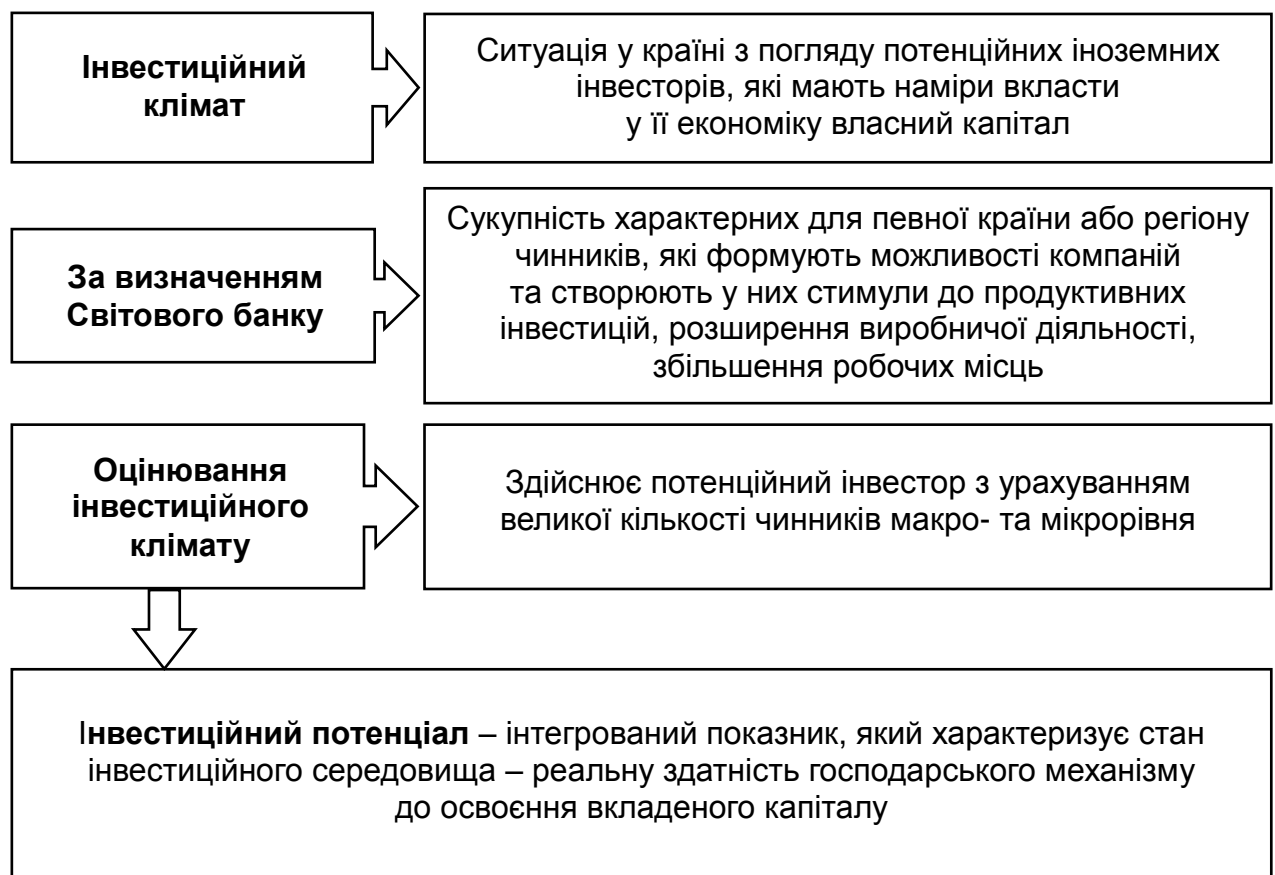 Інвестиційний
клімат
Ситуація у країні з погляду потенційних іноземних
інвесторів, які мають наміри вкласти
у її економіку власний капітал
За визначенням
Світового банку
Сукупність характерних для певної країни або регіону
чинників, які формують можливості компаній
та створюють у них стимули до продуктивних
інвестицій, розширення виробничої діяльності,
збільшення робочих місць
Оцінювання
інвестиційного
клімату
Здійснює потенційний інвестор з урахуванням
великої кількості чинників макро- та мікрорівня
Інвестиційний потенціал – інтегрований показник, який характеризує стан
інвестиційного середовища – реальну здатність господарського механізму
до освоєння вкладеного капіталу